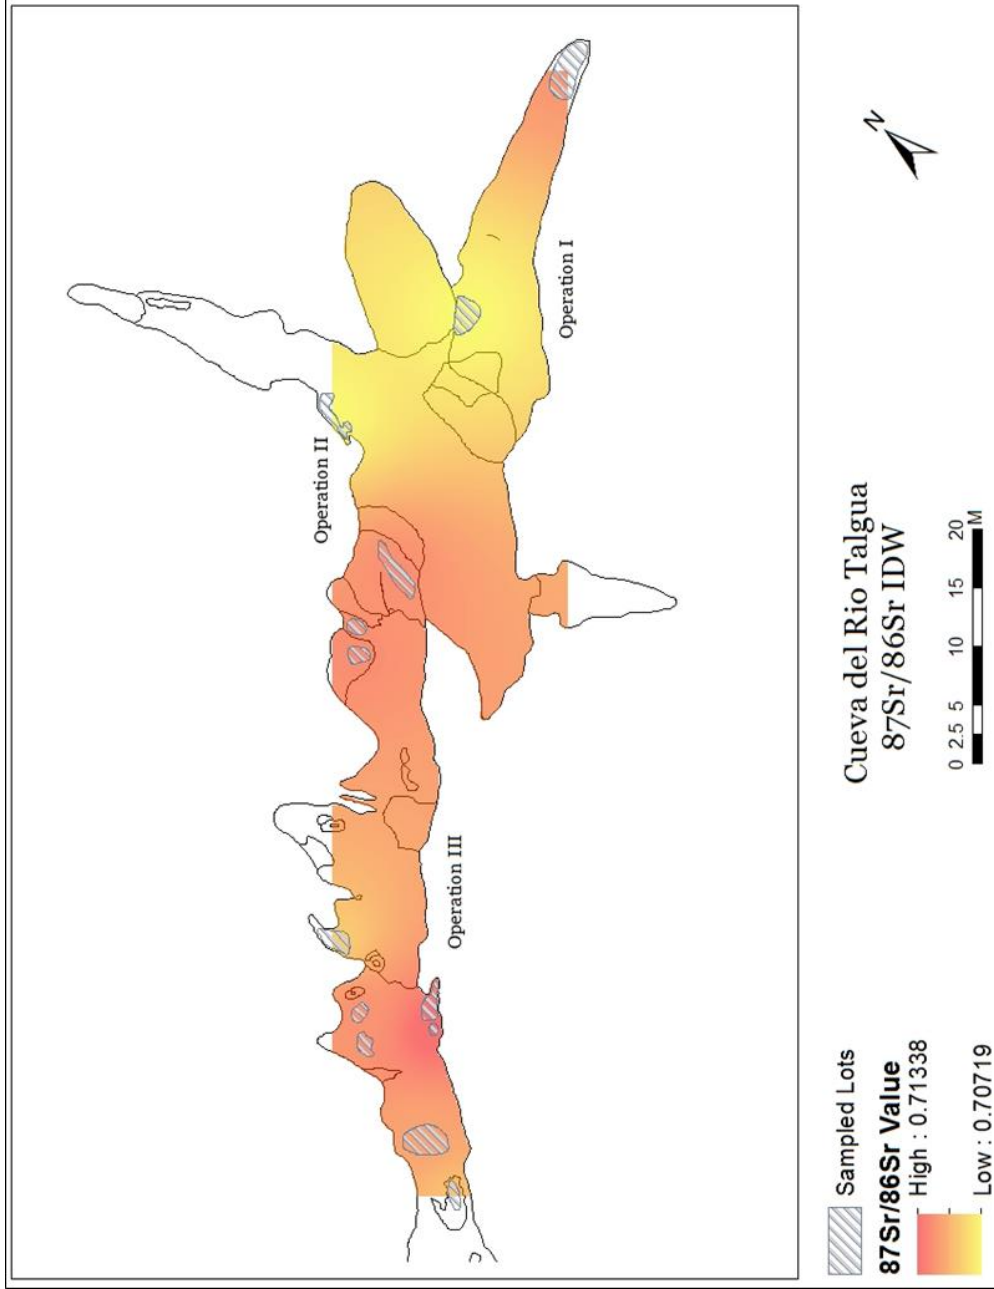 Operation I
Operation II
Operation III
N
Cueva del Rio Talgua
87Sr/86Sr IDW
0 2.5 5 10 15 20
M
Sampled Lots
87Sr/86Sr Value
High : 0.71338
Low : 0.70719